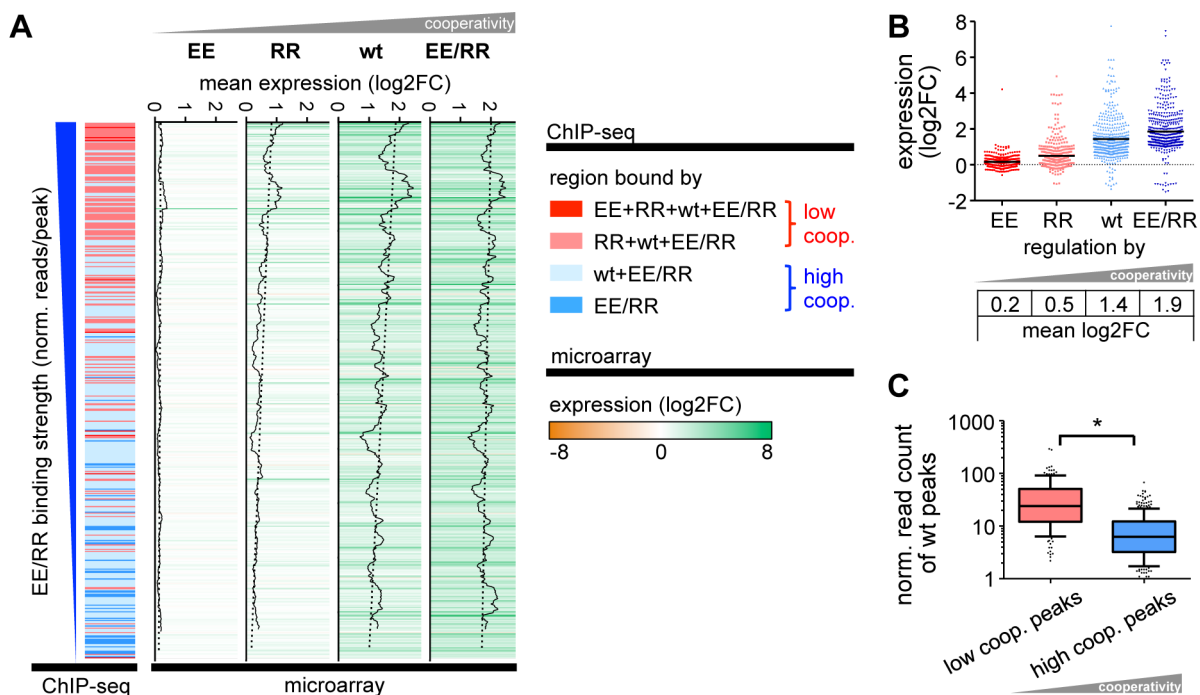 A
cooperativity
EE RR wt EE/RR
mean expression (log2FC)
0 1 2 0 1 2 0 1 2 0 1 2
EE/RR binding strength (norm. reads/peak)
ChIP-seq
microarray
ChIP-seq
region bound by
EE+RR+wt+EE/RR
RR+wt+EE/RR
low
coop.
wt+EE/RR
EE/RR
high
coop.
microarray
expression (log2FC)
-8 0 8
B
expression
(log2FC)
8
6
4
2
0
-2
EE RR wt EE/RR
regulation by
cooperativity
0.2 0.5 1.4 1.9
mean log2FC
C
norm. read count
of wt peaks
1000
100
10
1
*
low coop. peaks
high coop. peaks
cooperativity